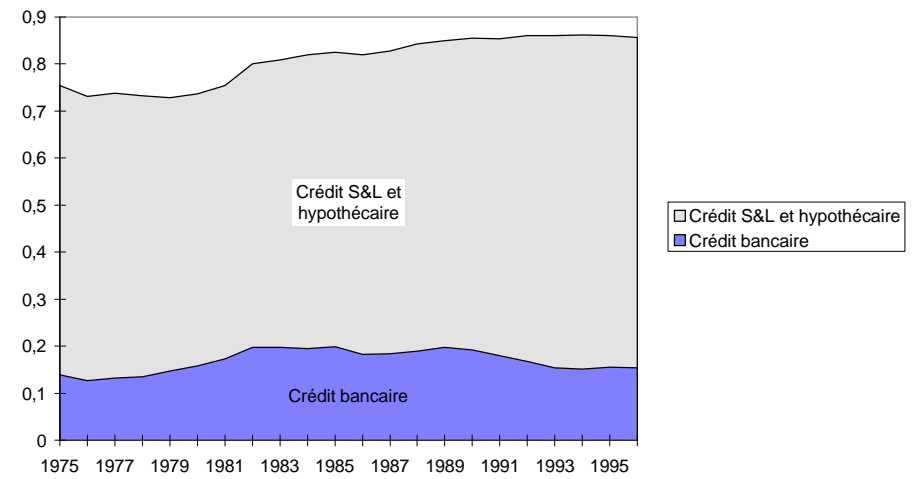 0,9
0,8
0,7
0,6
0,5
0,4
0,3
0,2
0,1
0
Crédit S&L et
hypothécaire
Crédit bancaire
1975 1977 1979 1981 1983 1985 1987 1989 1991 1993 1995
Crédit S&L et hypothécaire
Crédit bancaire